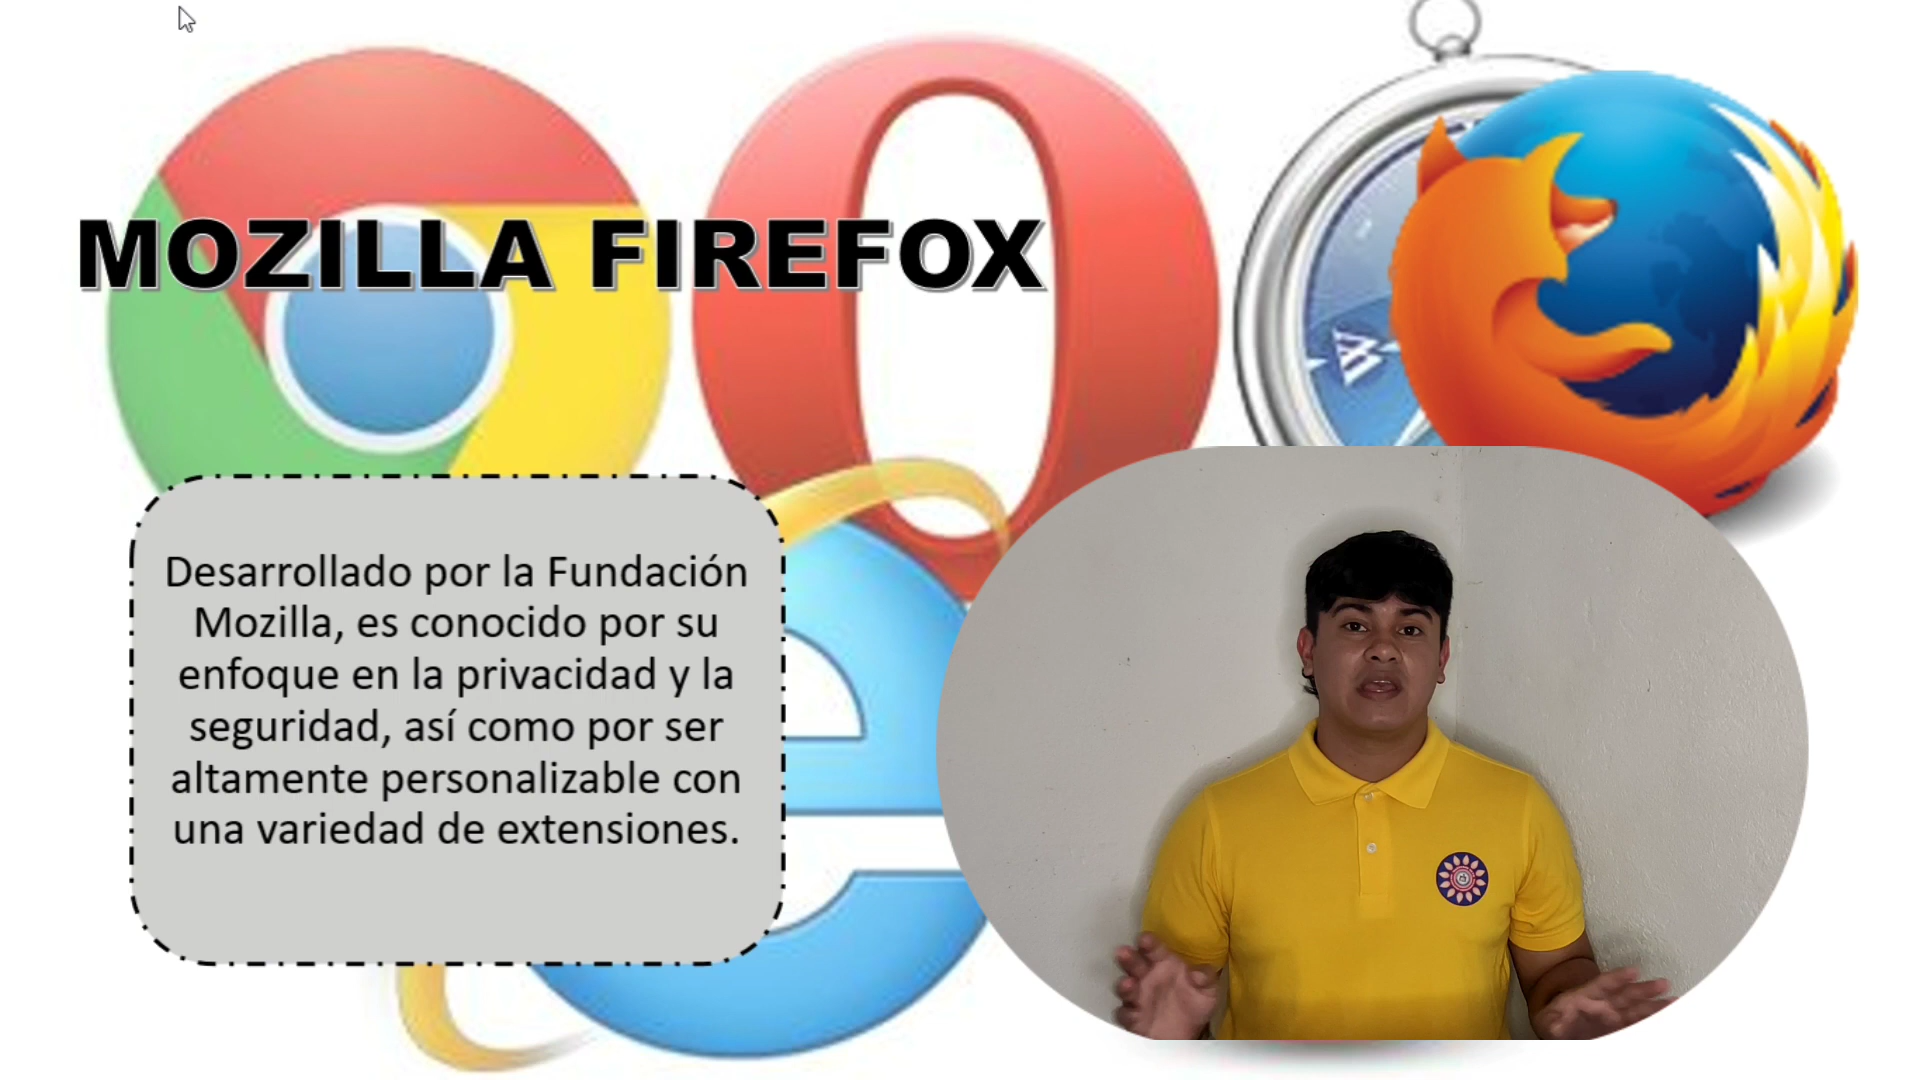 MOZILLA FIREFOX
Desarrollado por la Fundación
Mozilla, es conocido por su
enfoque en la privacidad y la
seguridad, así como por ser
altamente personalizable con
una variedad de extensiones.